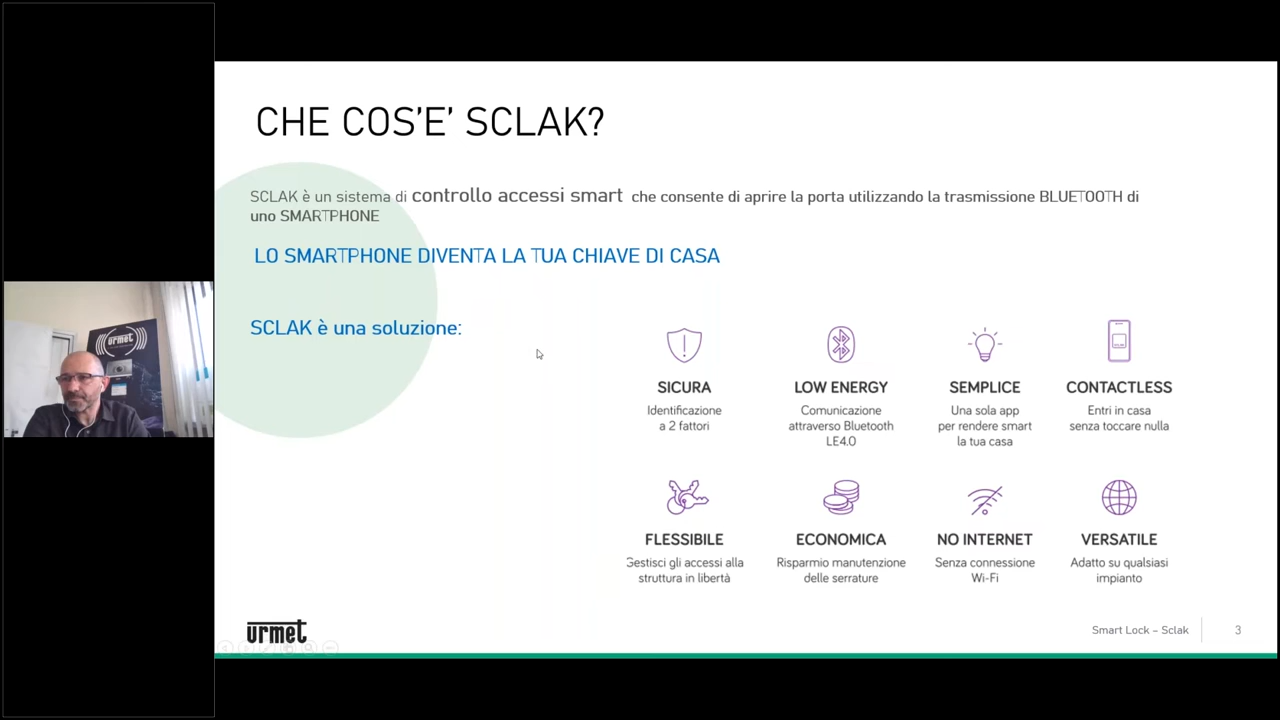 CHE COS'E' SCLAK?
SCLAK è un sistema di controllo accessi smart che consente di aprire la porta utilizzando la trasmissione BLUETOOTH di
uno SMARTPHONE
LO SMARTPHONE DIVENTA LA TUA CHIAVE DI CASA
SCLAK è una soluzione:
SICURA
Identificazione
a 2 fattori
LOW ENERGY
Comunicazione
attraverso Bluetooth
LE4.0
SEMPLICE
Una sola app
per rendere smart
la tua casa
CONTACTLESS
Entri in casa
senza toccare nulla
FLESSIBILE
Gestisci gli accessi alla
struttura in libertà
ECONOMICA
Risparmio manutenzione
delle serrature
NO INTERNET
Senza connessione
Wi-Fi
VERSATILE
Adatto su qualsiasi
impianto
urmet
urmet
Smart Lock – Sclak
3